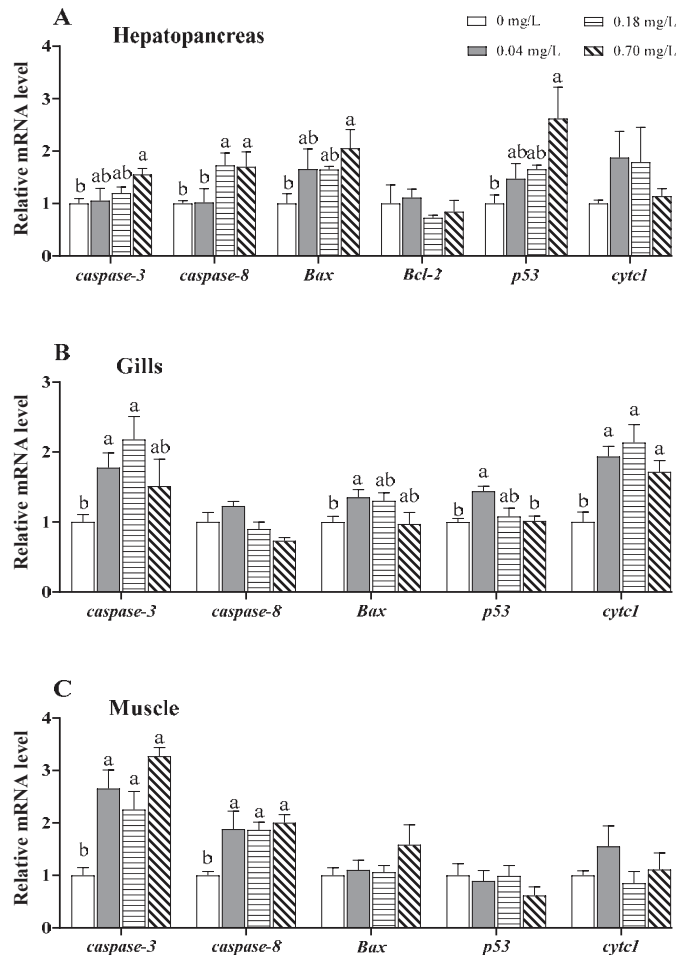 A
Hepatopancreas
0 mg/L
0.18 mg/L
0.04 mg/L
0.70 mg/L
Relative mRNA level
4
3
2
1
0
b ab ab a
b b a a
b ab ab a
b ab ab a
caspase-3 caspase-8 Bax Bcl-2 p53 cytc1
B
Gills
Relative mRNA level
3
2
1
0
b a a ab
b a ab ab
b a ab b
b a a a
caspase-3 caspase-8 Bax p53 cytc1
C
Muscle
Relative mRNA level
4
3
2
1
0
b a a a
b a a a
caspase-3 caspase-8 Bax p53 cytc1